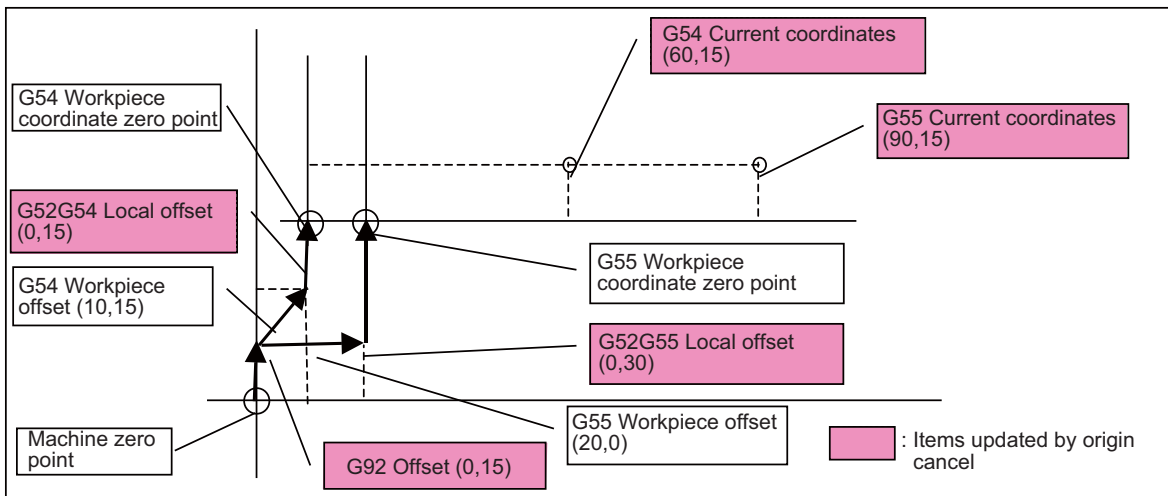 G54 Current coordinates
(60,15)
G54 Workpiece
coordinate zero point
G55 Current coordinates
(90,15)
G52G54 Local offset
(0,15)
G54 Workpiece
offset (10,15)
G55 Workpiece
coordinate zero point
G52G55 Local offset
(0,30)
G55 Workpiece offset
(20,0)
Machine zero
point
G92 Offset (0,15)
: Items updated by origin
cancel